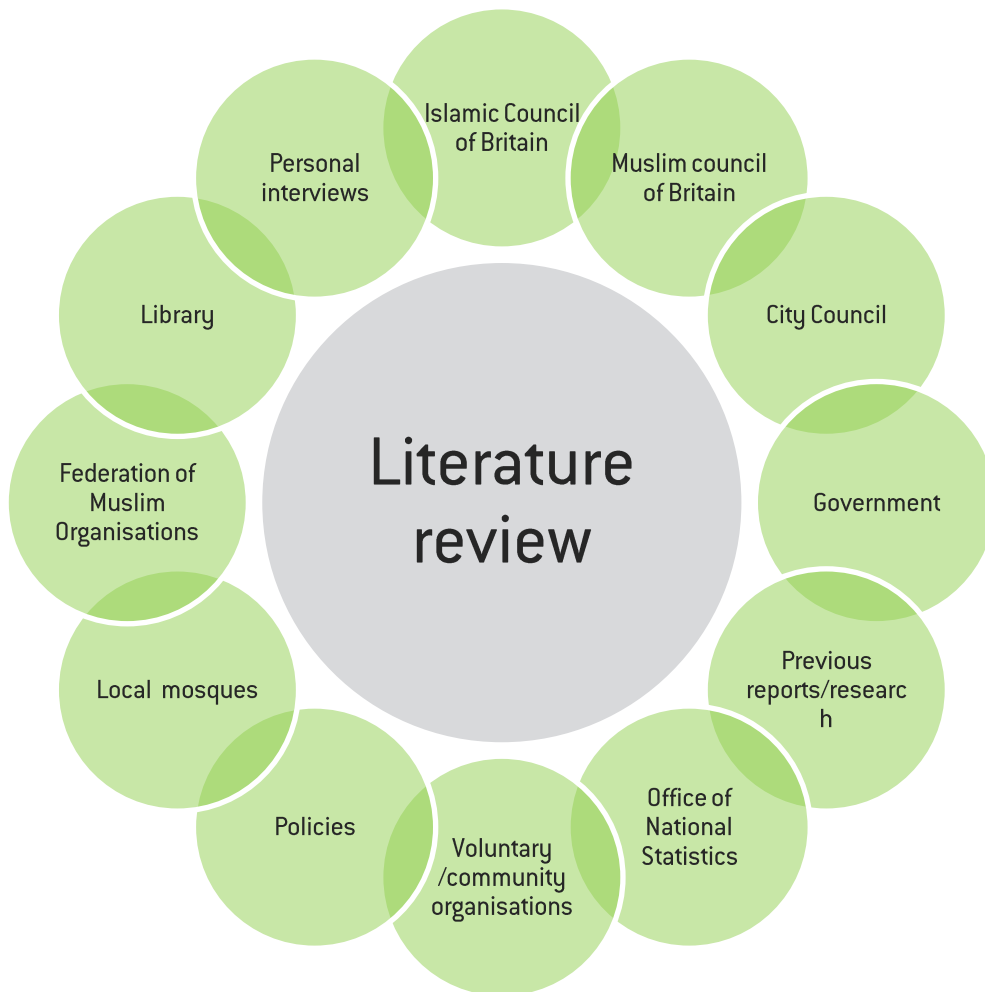 Islamic Council
of Britain
Muslim council
of Britain
City Council
Government
Previous
reports/researc
h
Office of
National
Statistics
Voluntary
/community
organisations
Policies
Local  mosques
Federation of
Muslim
Organisations
Library
Personal
interviews
Literature
review